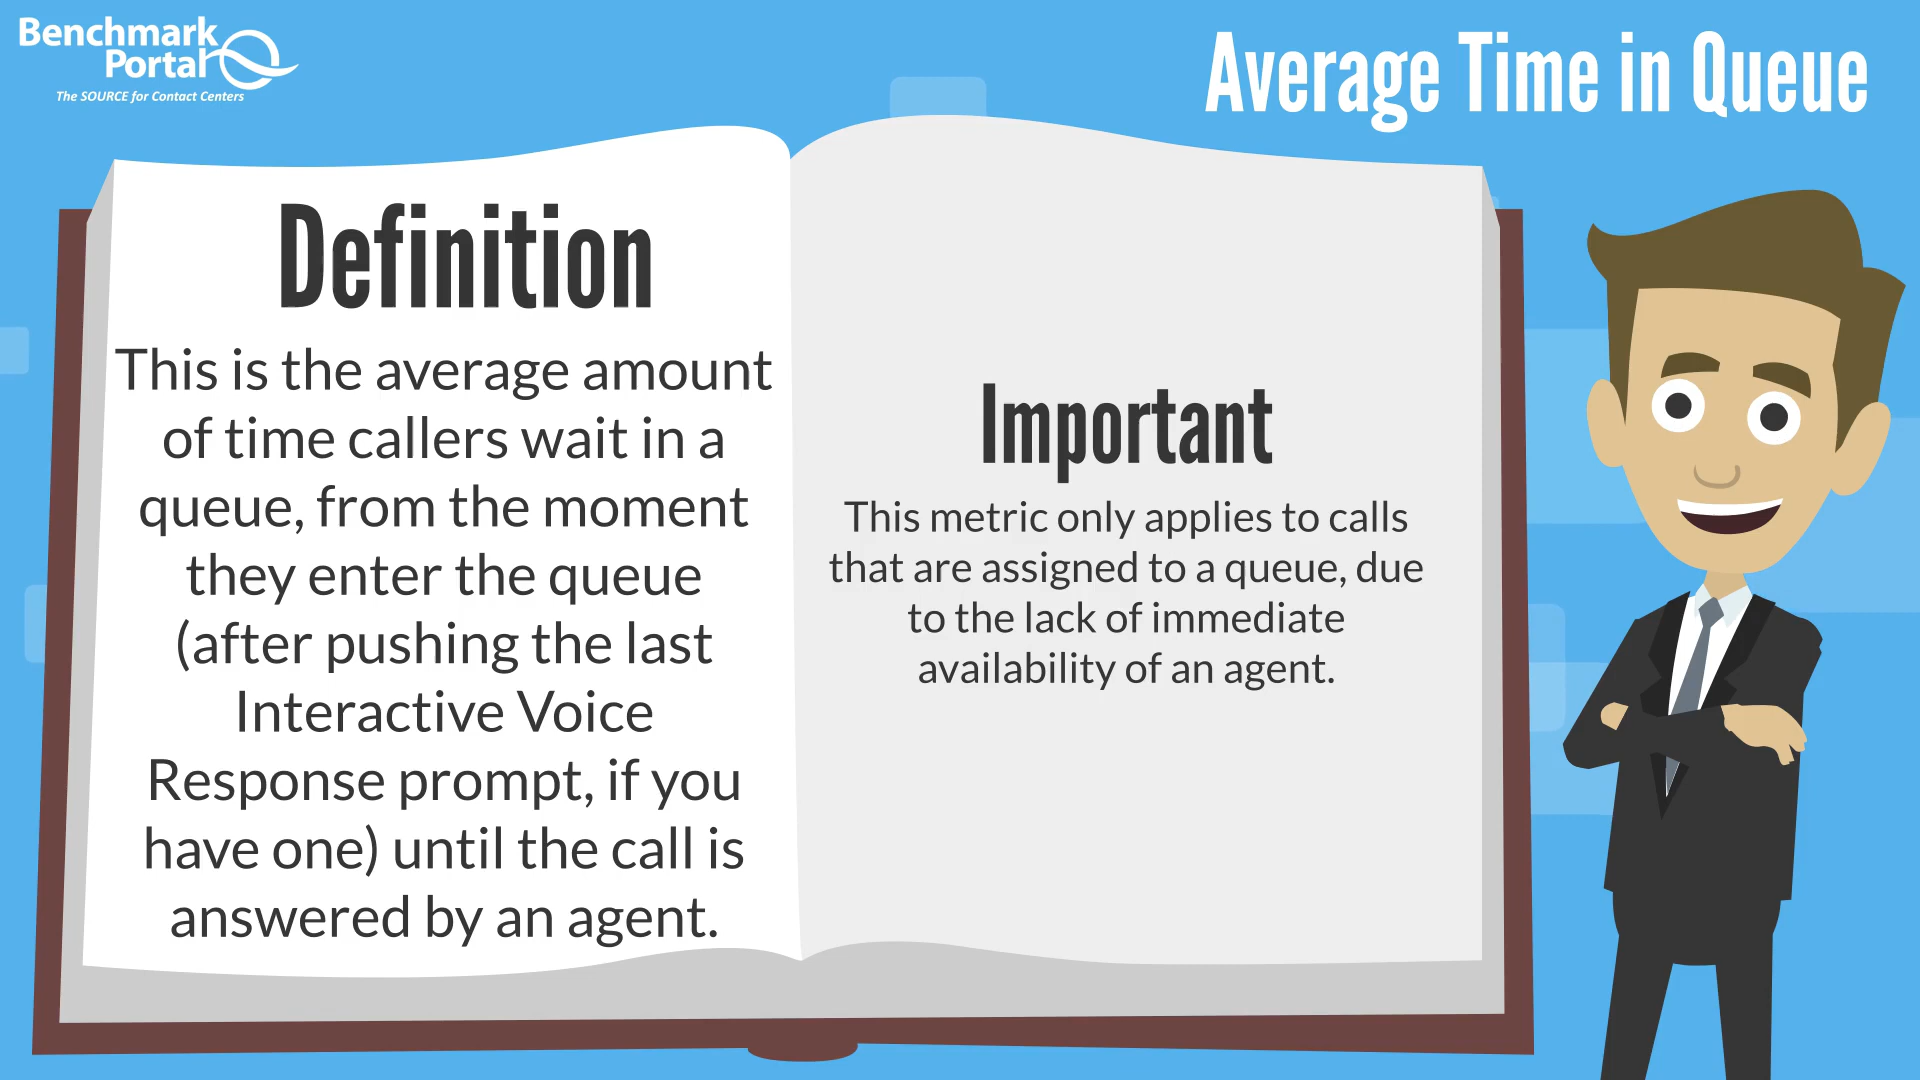 Benchmark
Portal
The SOURCE for Contact Centers
Average Time in Queue
Definition
This is the average amount
of time callers wait in a
queue, from the moment
they enter the queue
(after pushing the last
Interactive Voice
Response prompt, if you
have one) until the call is
answered by an agent.
Important
This metric only applies to calls
that are assigned to a queue, due
to the lack of immediate
availability of an agent.